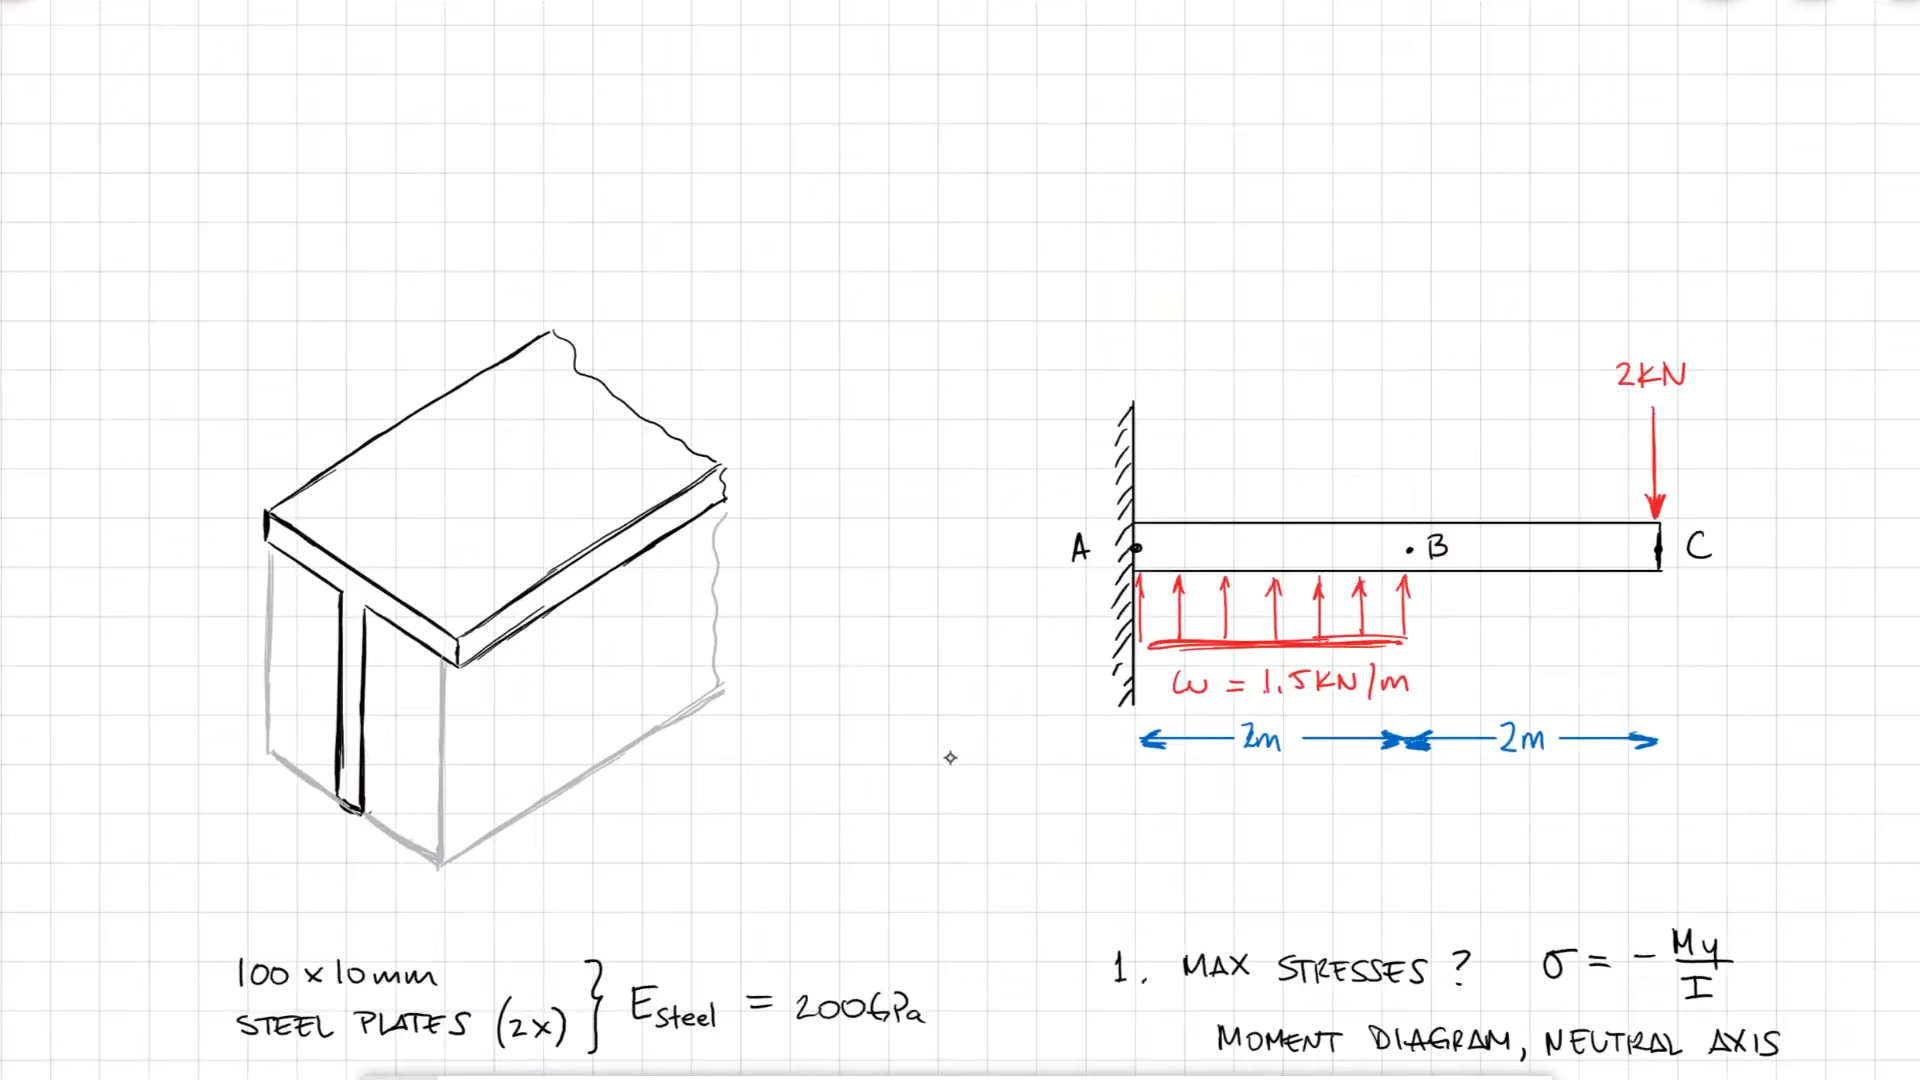 2KN
A
B
C
ω = 1.5KN/m
2m
2m
100 x 10mm
STEEL PLATES (2x)
Esteel = 200GPa
1. MAX STRESSES ? σ = - My/I
MOMENT DIAGRAM, NEUTRAL AXIS